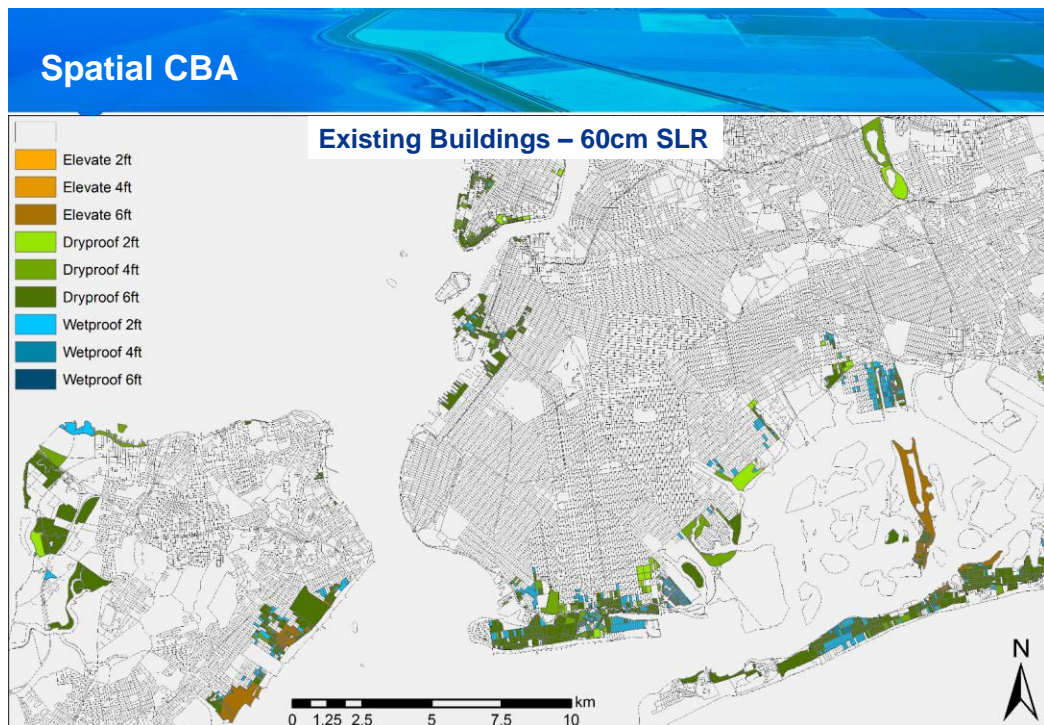 Spatial CBA
Existing Buildings – 60cm SLR
Elevate 2ft
Elevate 4ft
Elevate 6ft
Dryproof 2ft
Dryproof 4ft
Dryproof 6ft
Wetproof 2ft
Wetproof 4ft
Wetproof 6ft
N
km
0 1.25 2.5 5 7.5 10